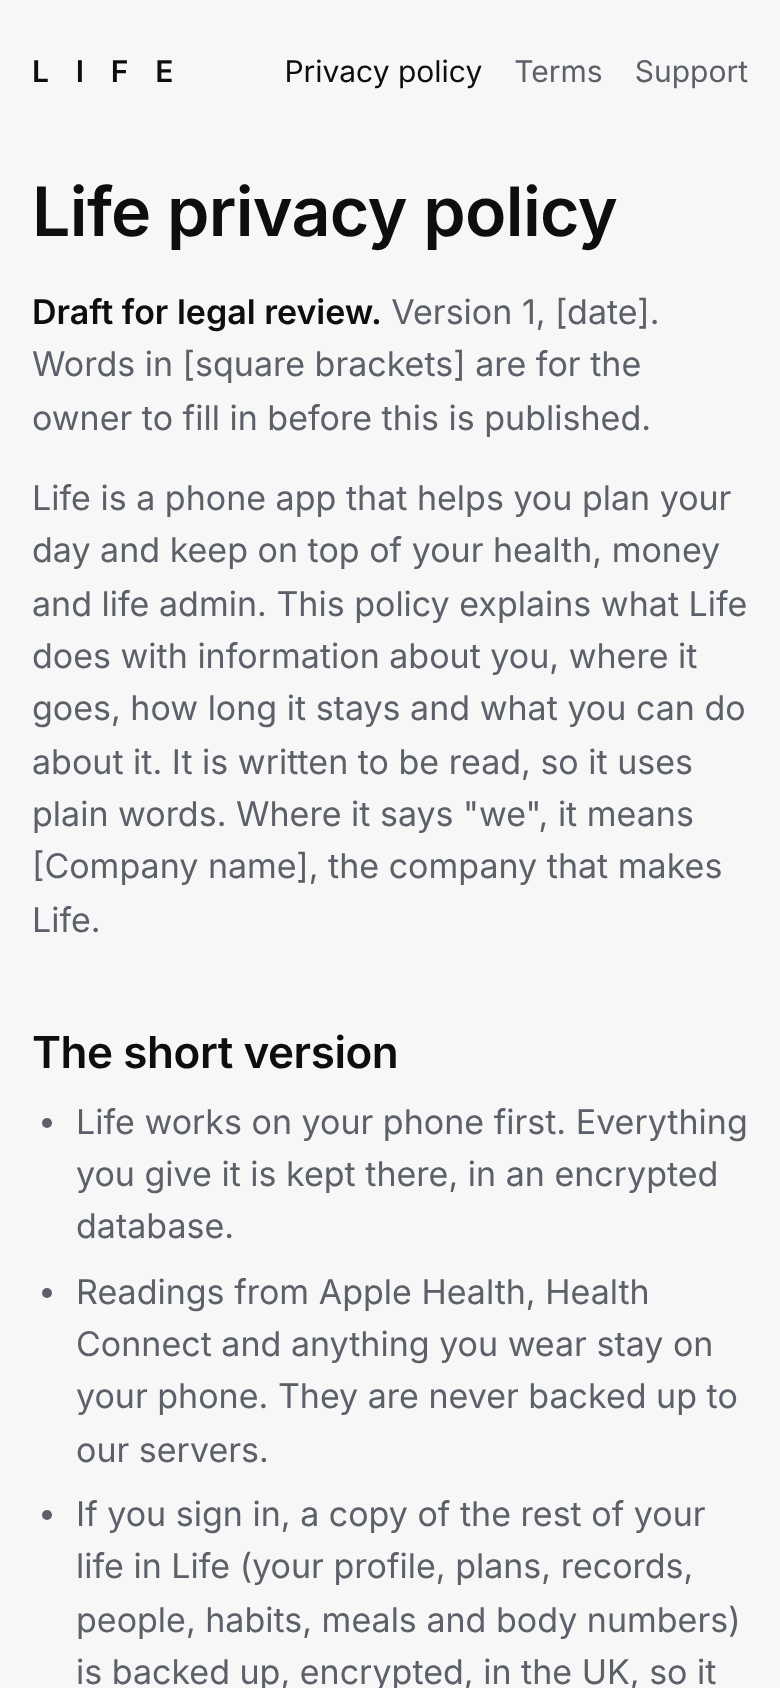 L I F E Privacy policy Terms Support
Life privacy policy
Draft for legal review. Version 1, [date].
Words in [square brackets] are for the
owner to fill in before this is published.
Life is a phone app that helps you plan your
day and keep on top of your health, money
and life admin. This policy explains what Life
does with information about you, where it
goes, how long it stays and what you can do
about it. It is written to be read, so it uses
plain words. Where it says "we", it means
[Company name], the company that makes
Life.
The short version
• Life works on your phone first. Everything
you give it is kept there, in an encrypted
database.
• Readings from Apple Health, Health
Connect and anything you wear stay on
your phone. They are never backed up to
our servers.
• If you sign in, a copy of the rest of your
life in Life (your profile, plans, records,
people, habits, meals and body numbers)
is backed up, encrypted, in the UK, so it